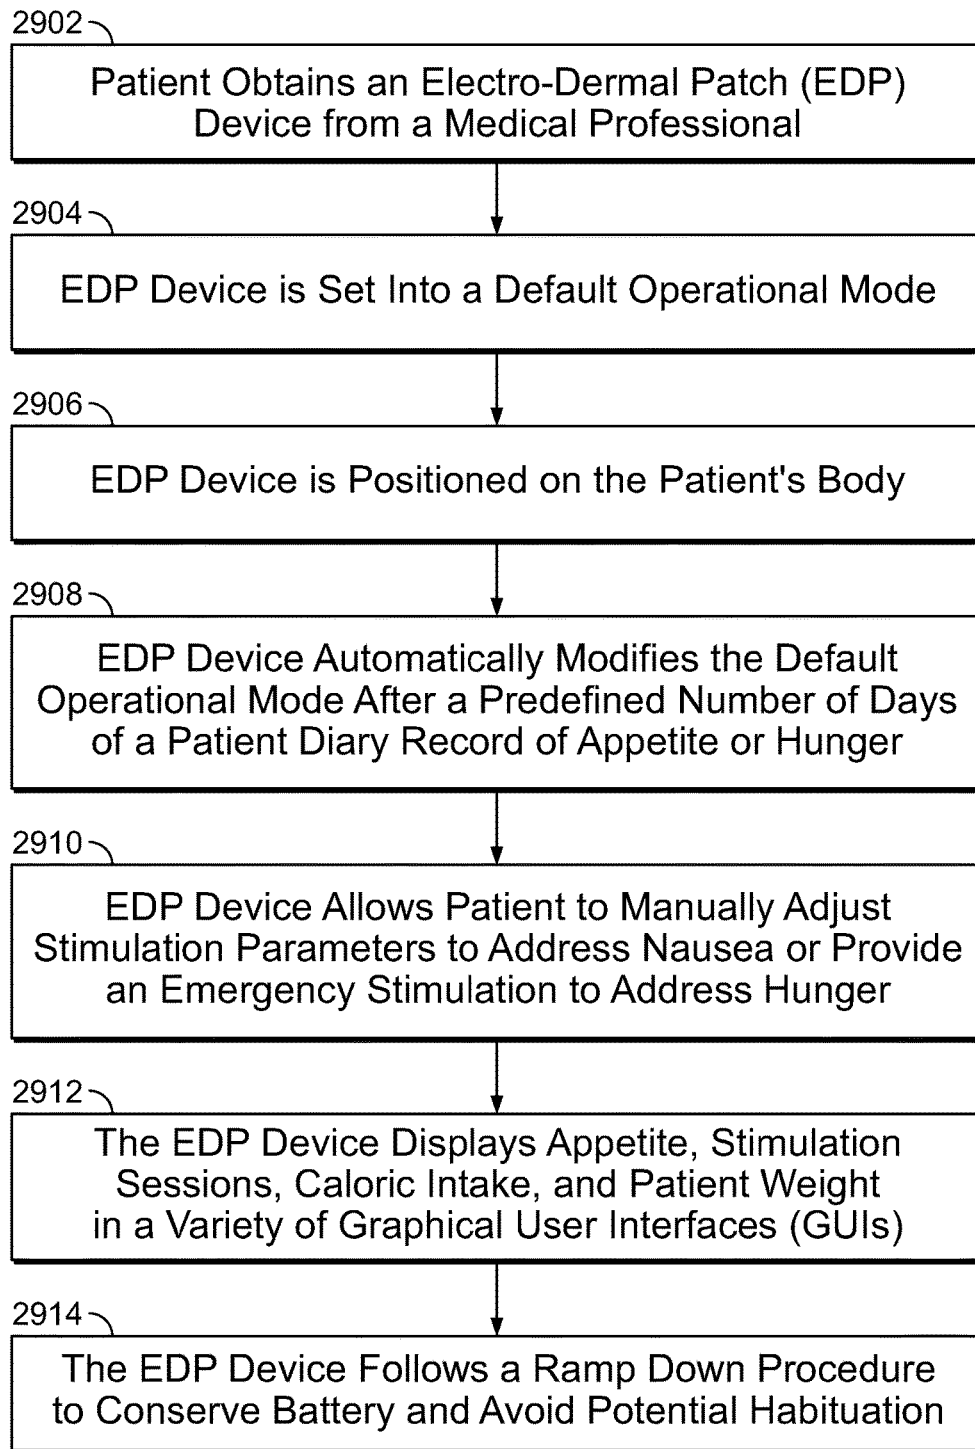 2902
Patient Obtains an Electro-Dermal Patch (EDP)
Device from a Medical Professional
2904
EDP Device is Set Into a Default Operational Mode
2906
EDP Device is Positioned on the Patient's Body
2908
EDP Device Automatically Modifies the Default
Operational Mode After a Predefined Number of Days
of a Patient Diary Record of Appetite or Hunger
2910
EDP Device Allows Patient to Manually Adjust
Stimulation Parameters to Address Nausea or Provide
an Emergency Stimulation to Address Hunger
2912
The EDP Device Displays Appetite, Stimulation
Sessions, Caloric Intake, and Patient Weight
in a Variety of Graphical User Interfaces (GUIs)
2914
The EDP Device Follows a Ramp Down Procedure
to Conserve Battery and Avoid Potential Habituation